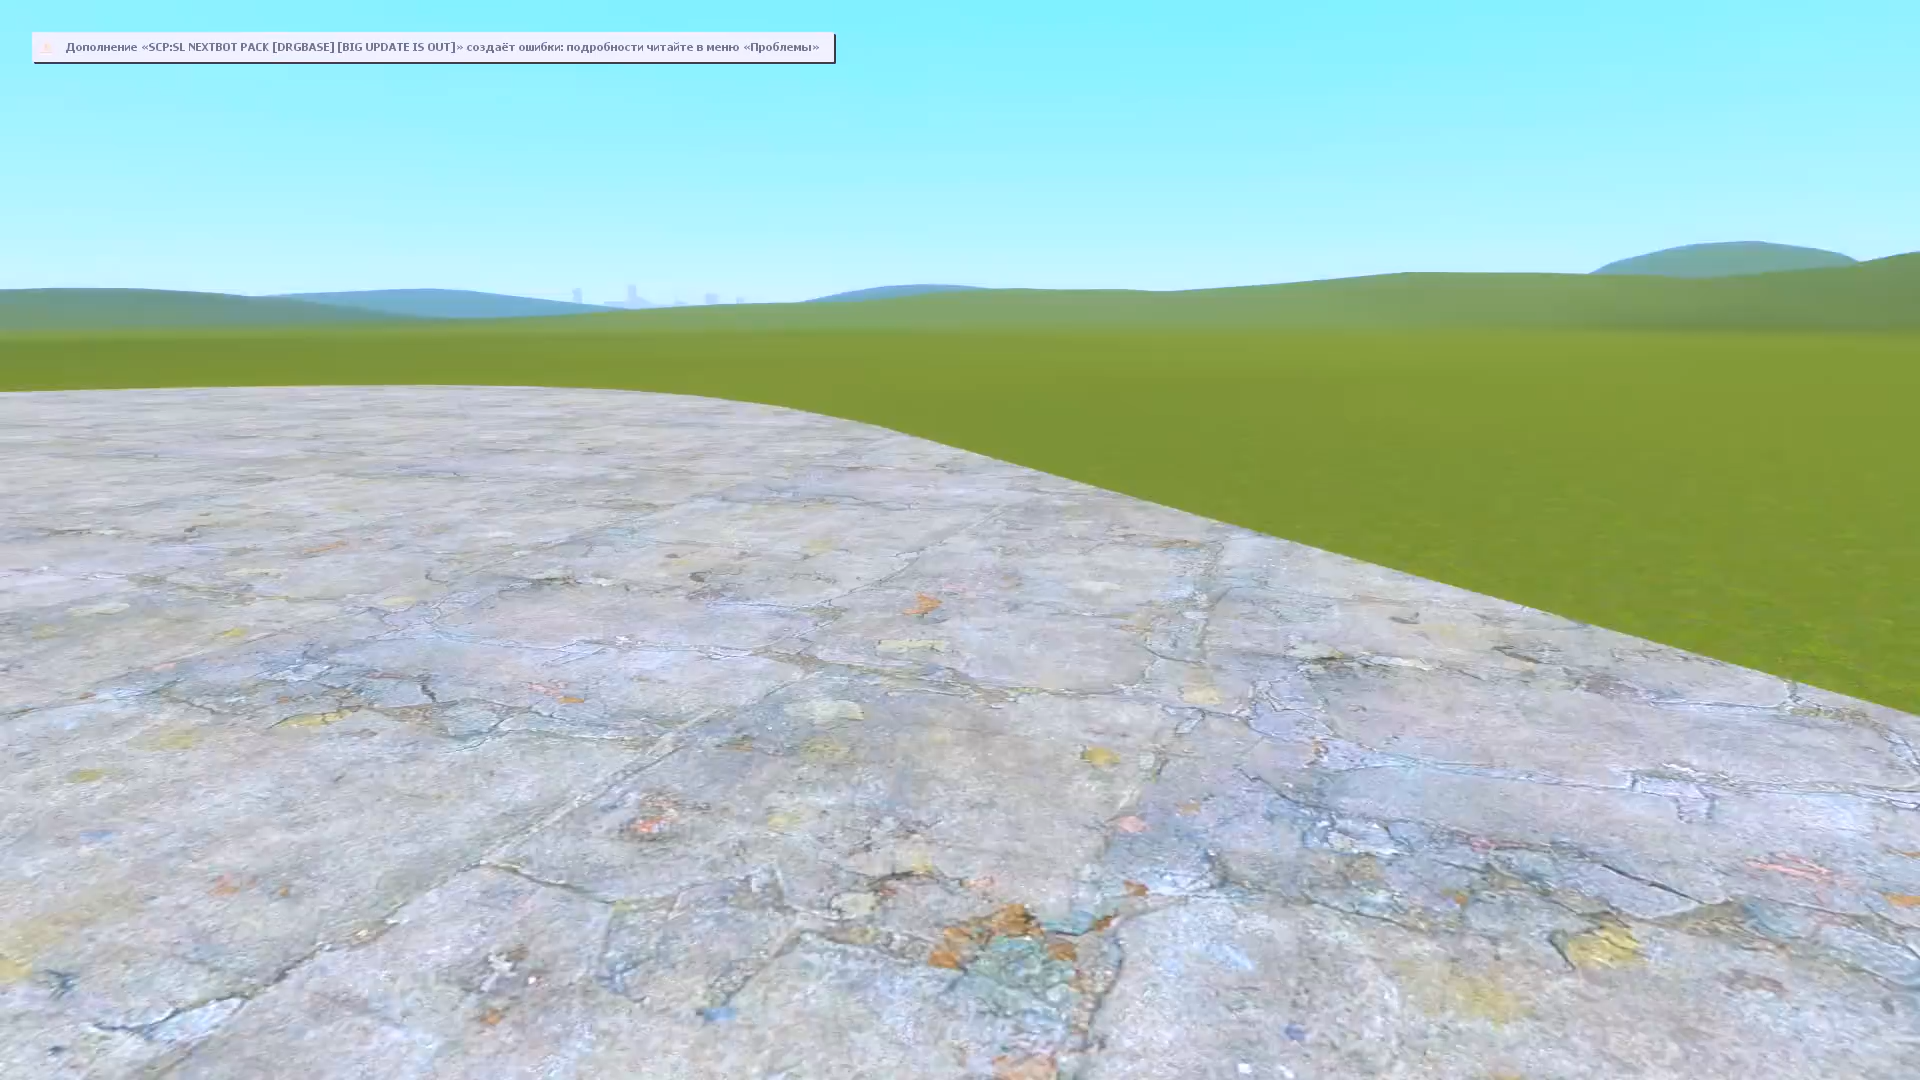 Дополнение «SCP:SL NEXTBOT PACK [DRGBASE] [BIG UPDATE IS OUT]» создаёт ошибки: подробности читайте в меню «Проблемы»